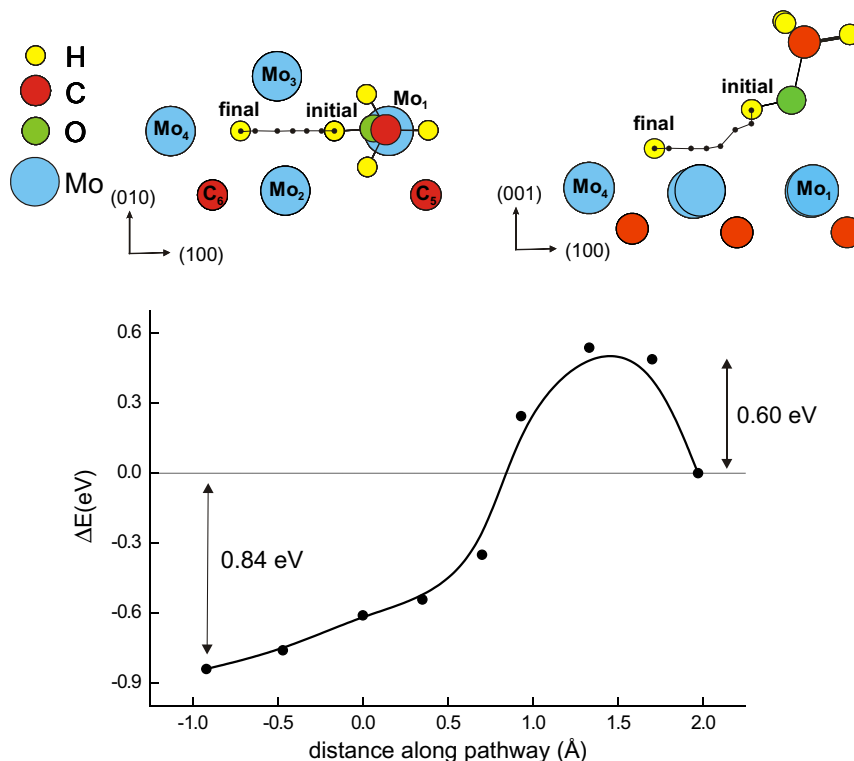 H
C
O
Mo
Mo3
final
initial
Mo1
Mo4
C6
Mo2
C5
(010)
(100)
initial
final
Mo4
Mo1
(001)
(100)
0.6
0.3
0.0
-0.3
-0.6
-0.9
ΔE(eV)
0.60 eV
0.84 eV
-1.0 -0.5 0.0 0.5 1.0 1.5 2.0
distance along pathway (Å)